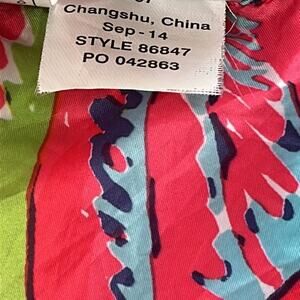 Changshu, China
Sep - 14
STYLE 86847
PO 042863